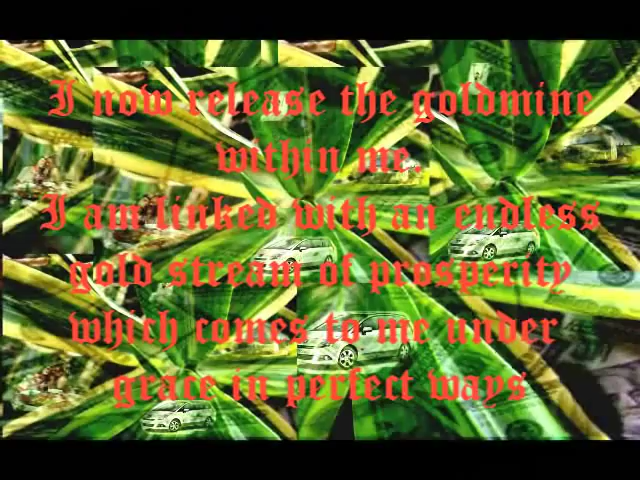 I now release the goldmine
within me.
I am linked with an endless
gold stream of prosperity
which comes to me under
grace in perfect ways